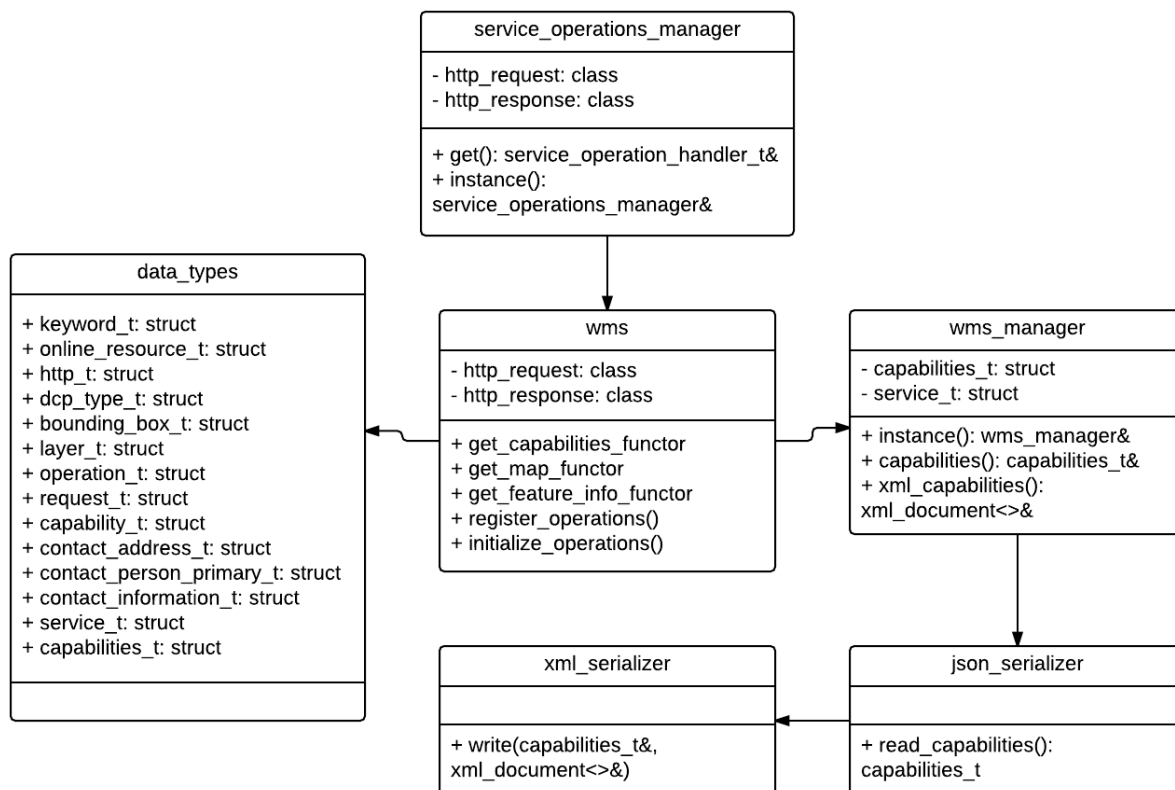 service_operations_manager
- http_request: class
- http_response: class
+ get(): service_operation_handler_t&
+ instance():
service_operations_manager&
data_types
+ keyword_t: struct
+ online_resource_t: struct
+ http_t: struct
+ dcp_type_t: struct
+ bounding_box_t: struct
+ layer_t: struct
+ operation_t: struct
+ request_t: struct
+ capability_t: struct
+ contact_address_t: struct
+ contact_person_primary_t: struct
+ contact_information_t: struct
+ service_t: struct
+ capabilities_t: struct
wms
- http_request: class
- http_response: class
+ get_capabilities_functor
+ get_map_functor
+ get_feature_info_functor
+ register_operations()
+ initialize_operations()
wms_manager
- capabilities_t: struct
- service_t: struct
+ instance(): wms_manager&
+ capabilities(): capabilities_t&
+ xml_capabilities():
xml_document<>&
xml_serializer
+ write(capabilities_t&,
xml_document<>&)
json_serializer
+ read_capabilities():
capabilities_t